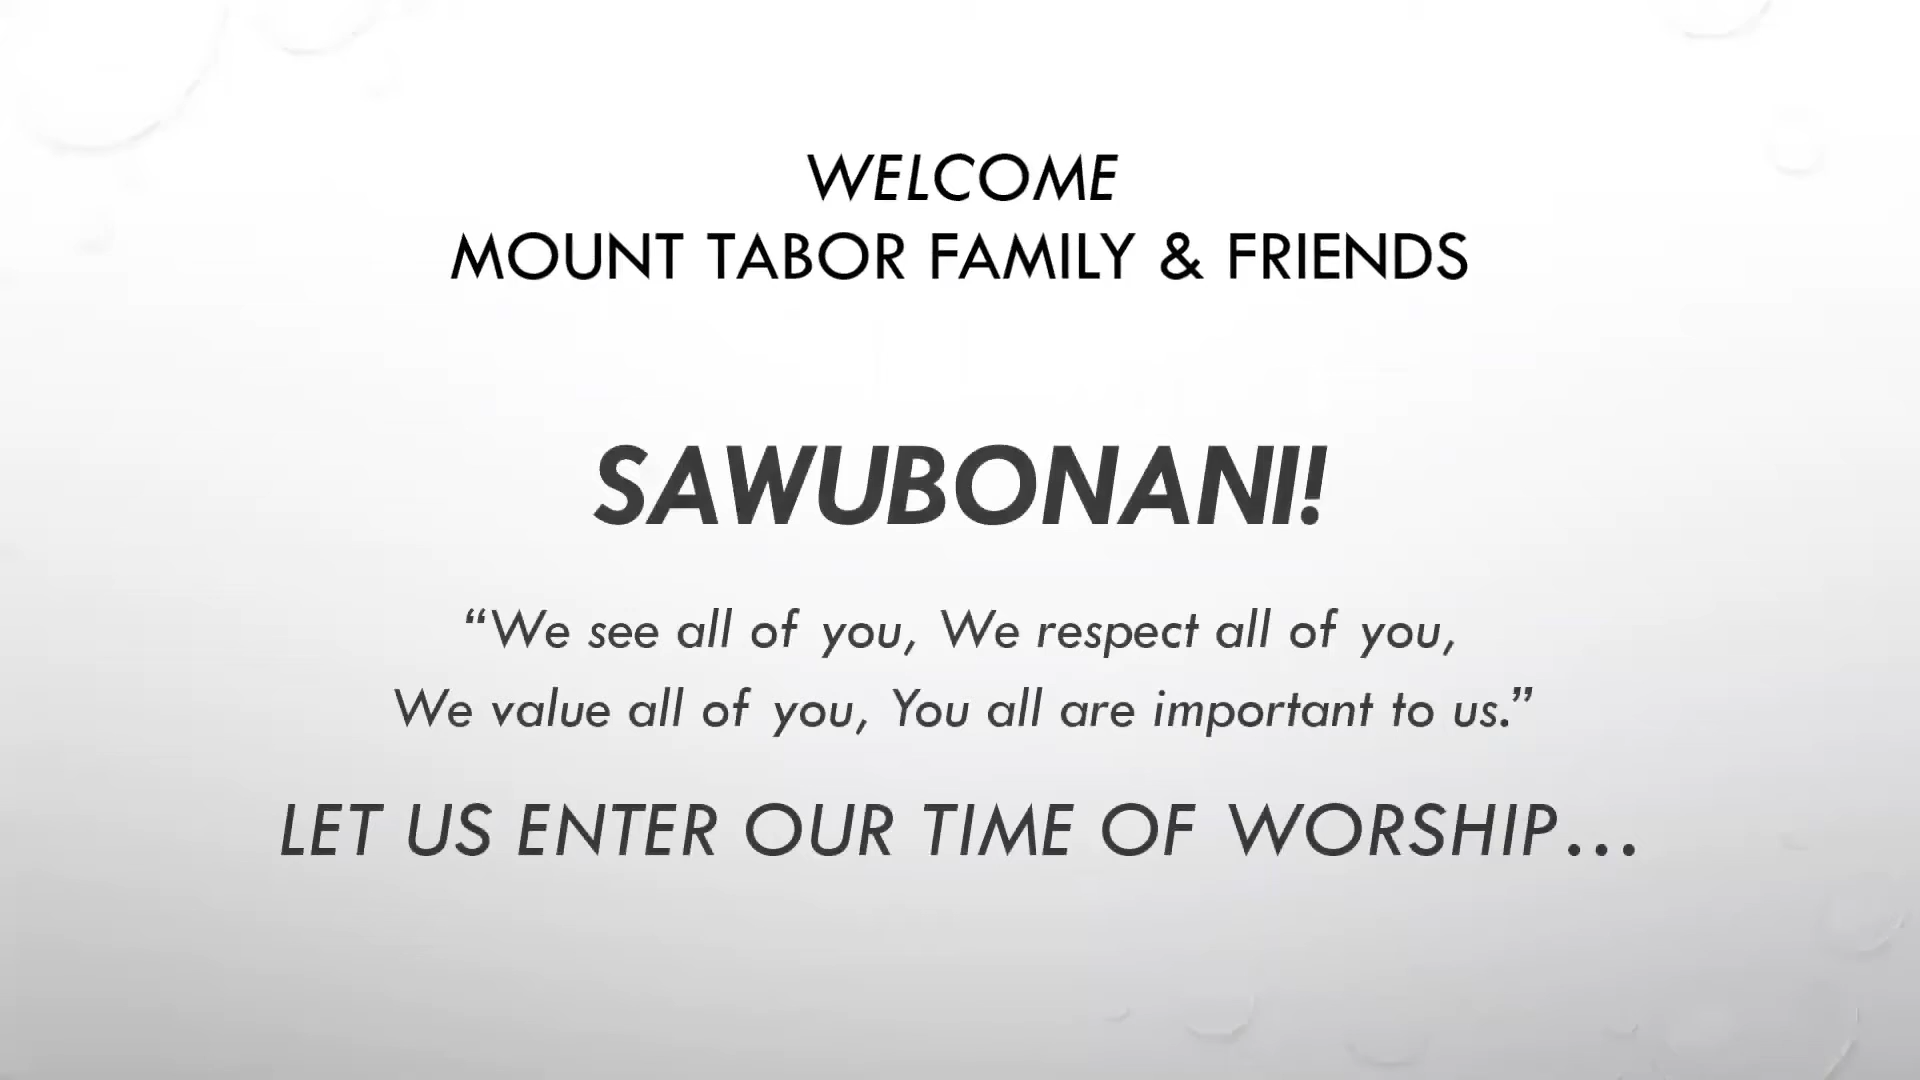 WELCOME
MOUNT TABOR FAMILY & FRIENDS
SAWUBONANI!
“We see all of you, We respect all of you,
We value all of you, You all are important to us.”
LET US ENTER OUR TIME OF WORSHIP…